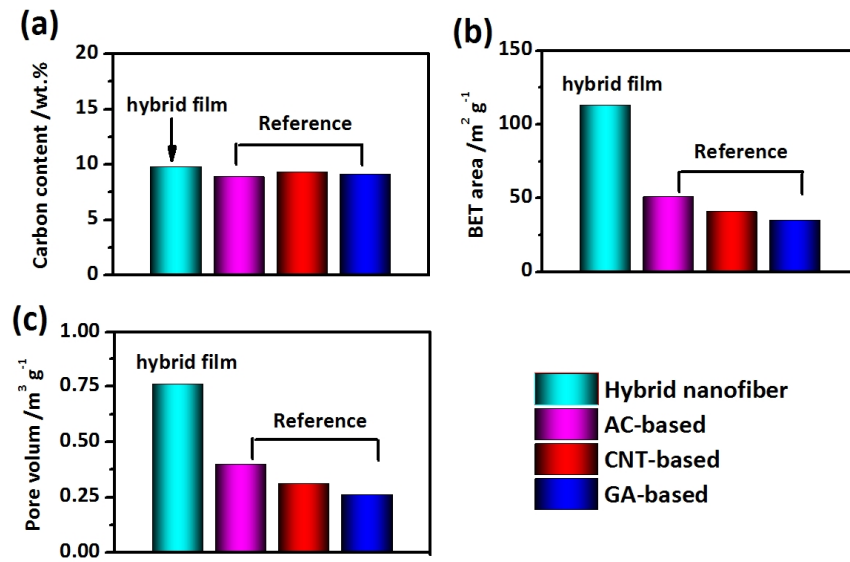 (a)
Carbon content /wt.%
20
15
10
5
0
hybrid film
Reference
(b)
BET area /m² g⁻¹
150
100
50
0
hybrid film
Reference
(c)
Pore volum /m³ g⁻¹
1.00
0.75
0.50
0.25
0.00
hybrid film
Reference
Hybrid nanofiber
AC-based
CNT-based
GA-based